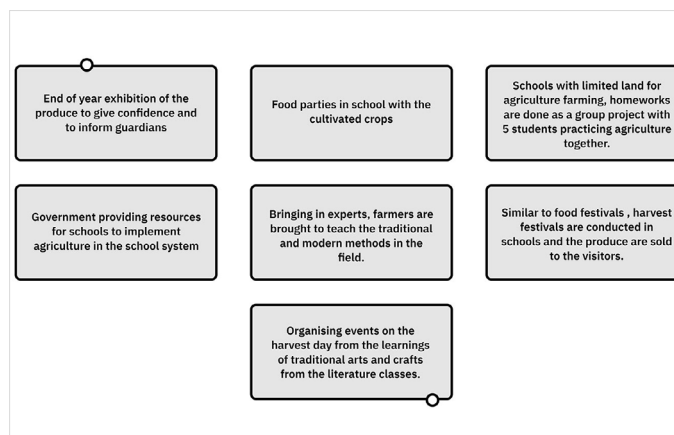 End of year exhibition of the
produce to give confidence and
to inform guardians
Food parties in school with the
cultivated crops
Schools with limited land for
agriculture farming, homeworks
are done as a group project with
5 students practicing agriculture
together.
Government providing resources
for schools to implement
agriculture in the school system
Bringing in experts, farmers are
brought to teach the traditional
and modern methods in the
field.
Similar to food festivals , harvest
festivals are conducted in
schools and the produce are sold
to the visitors.
Organising events on the
harvest day from the learnings
of traditional arts and crafts
from the literature classes.